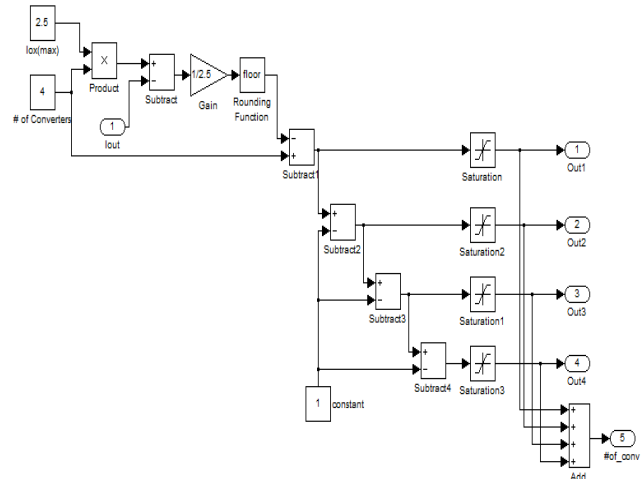 2.5
Iox(max)
X
Product
4
# of Converters
+
−
Subtract
1
Iout
1/2.5
Gain
floor
Rounding
Function
−
+
Subtract1
Saturation
1
Out1
+
−
Subtract2
Saturation2
2
Out2
+
−
Subtract3
Saturation1
3
Out3
+
−
Subtract4
Saturation3
4
Out4
1
constant
+
+
+
+
Add
5
#of_conv